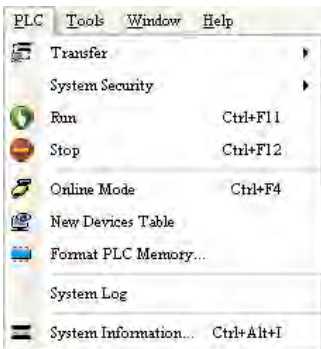 PLC Tools Window Help
Transfer
System Security
Run Ctrl+F11
Stop Ctrl+F12
Online Mode Ctrl+F4
New Devices Table
Format PLC Memory...
System Log
System Information... Ctrl+Alt+I